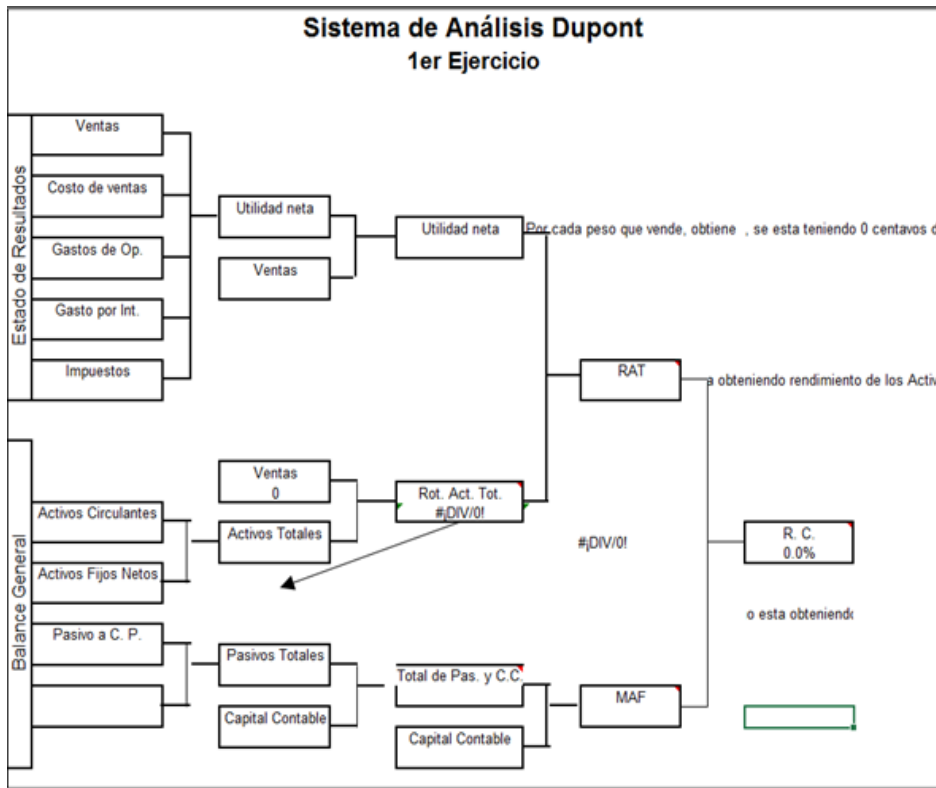 Sistema de Análisis Dupont
1er Ejercicio
Estado de Resultados
Ventas
Costo de ventas
Gastos de Op.
Gasto por Int.
Impuestos
Utilidad neta
Ventas
Utilidad neta
Por cada peso que vende, obtiene , se esta teniendo 0 centavos d
RAT
a obteniendo rendimiento de los Activ
Balance General
Activos Circulantes
Activos Fijos Netos
Pasivo a C. P.
Ventas
0
Activos Totales
Rot. Act. Tot.
#¡DIV/0!
#¡DIV/0!
R. C.
0.0%
o esta obteniendo
Pasivos Totales
Capital Contable
Total de Pas. y C.C.
Capital Contable
MAF